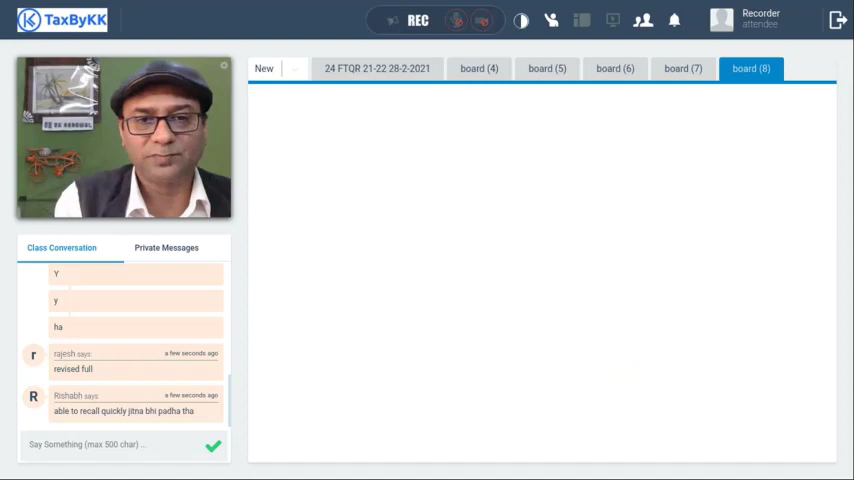 TaxByKK
REC
Recorder
attendee
New
24 FTQR 21-22 28-2-2021
board (4)
board (5)
board (6)
board (7)
board (8)
Class Conversation
Private Messages
Y
y
ha
r
rajesh says:
a few seconds ago
revised full
R
Rishabh says:
a few seconds ago
able to recall quickly jitna bhi padha tha
Say Something (max 500 char) ...